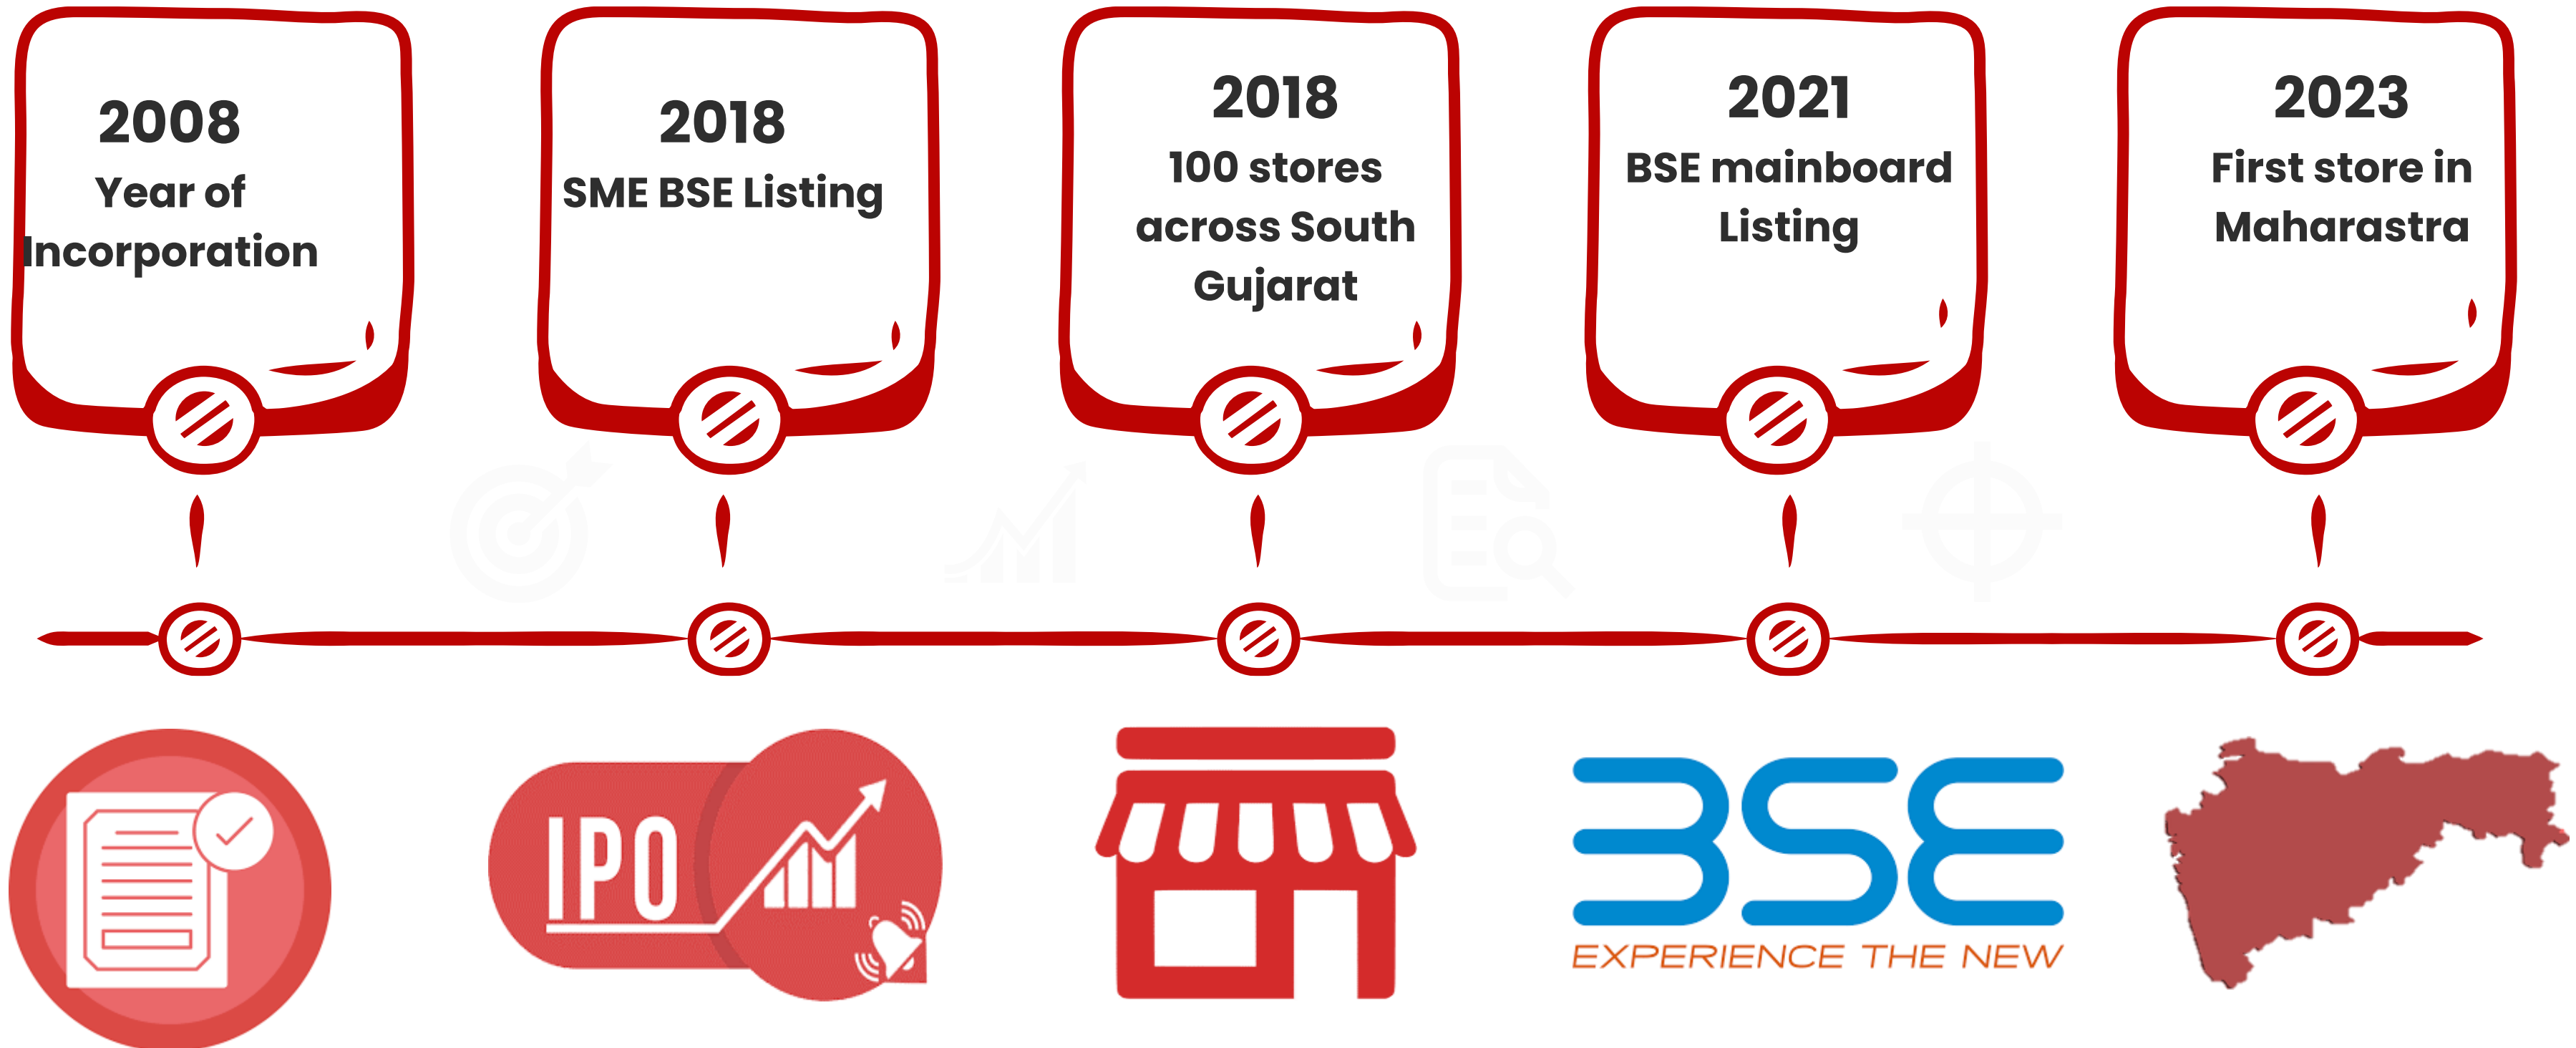 2008
Year of
Incorporation
2018
SME BSE Listing
2018
100 stores
across South
Gujarat
2021
BSE mainboard
Listing
2023
First store in
Maharastra
IPO
BSE
EXPERIENCE THE NEW